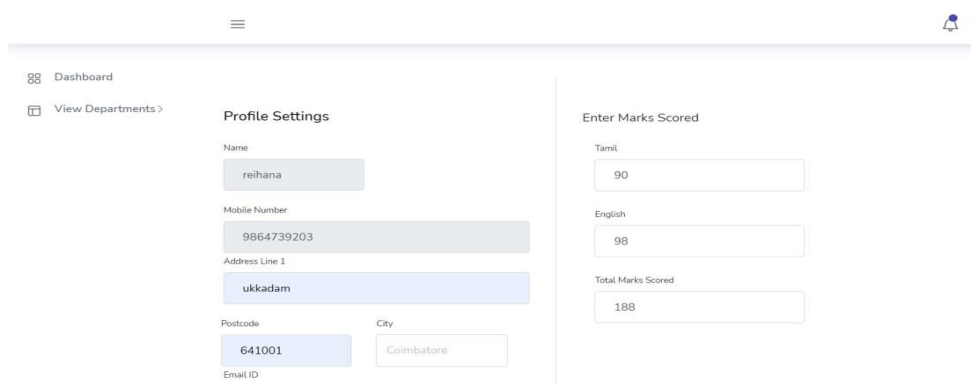 Dashboard
View Departments >
Profile Settings
Name
reihana
Mobile Number
9864739203
Address Line 1
ukkadam
Postcode
City
641001
Coimbatore
Email ID
Enter Marks Scored
Tamil
90
English
98
Total Marks Scored
188